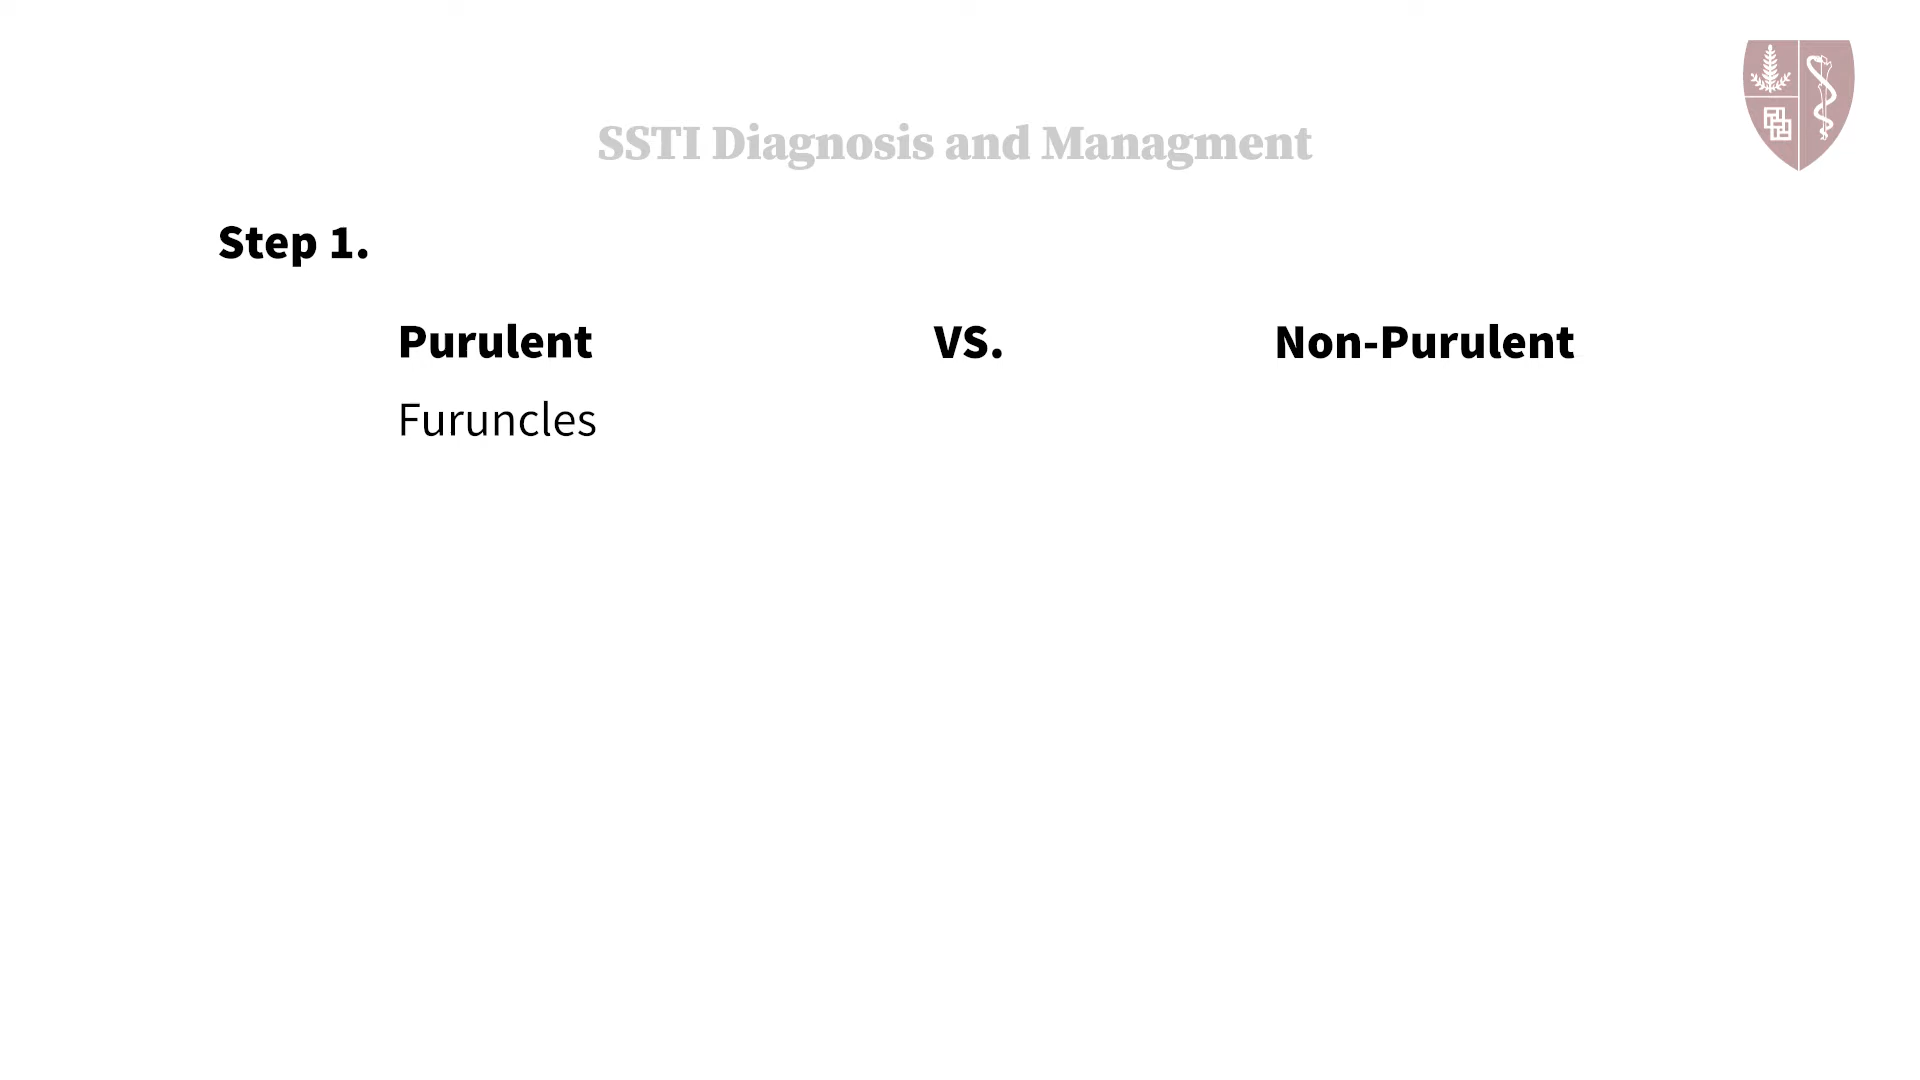 SSTI Diagnosis and Managment
Step 1.
Purulent VS. Non-Purulent
Furuncles